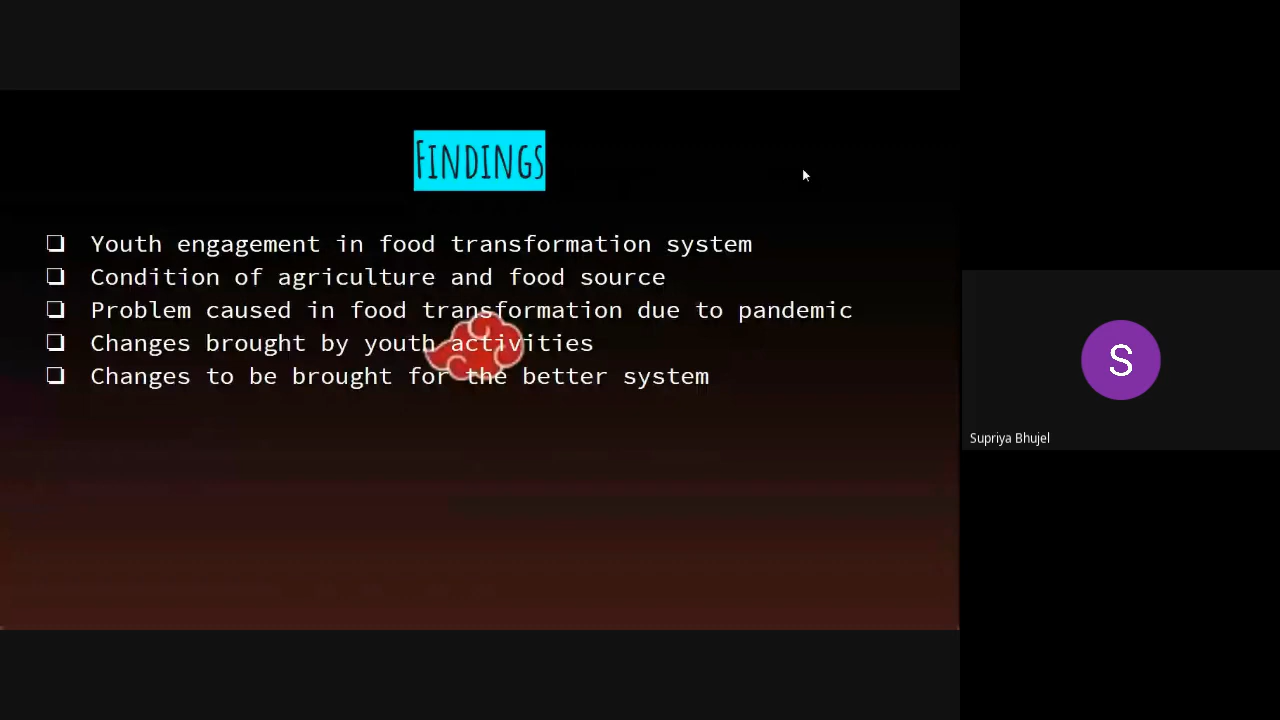 Findings
❏ Youth engagement in food transformation system
❏ Condition of agriculture and food source
❏ Problem caused in food transformation due to pandemic
❏ Changes brought by youth activities
❏ Changes to be brought for the better system
S
Supriya Bhujel